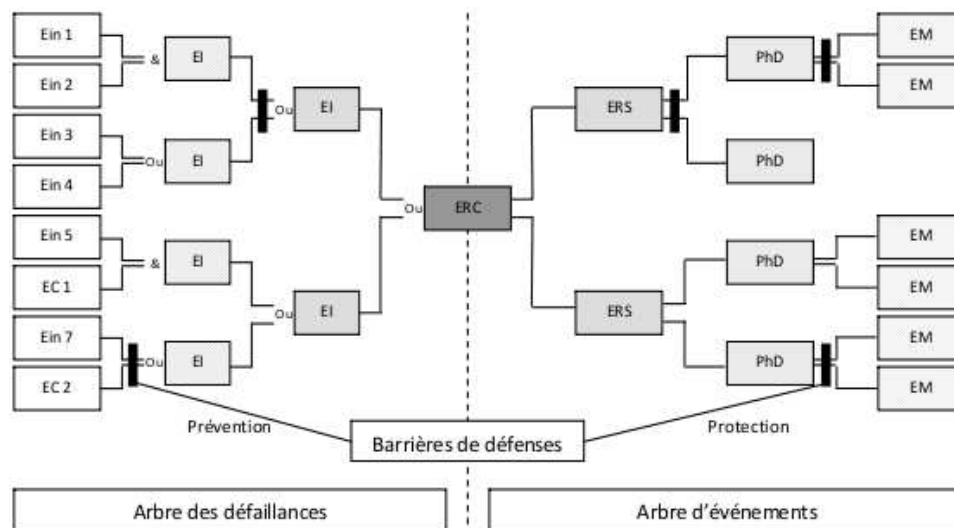 Ein 1
Ein 2
&
EI
Ein 3
Ein 4
Ou
EI
Ou
EI
Ein 5
EC 1
&
EI
Ein 7
EC 2
Ou
EI
Ou
EI
Ou
ERC
ERS
PhD
EM
EM
PhD
ERS
PhD
EM
EM
PhD
EM
EM
Prévention
Barrières de défenses
Protection
Arbre des défaillances
Arbre d'événements